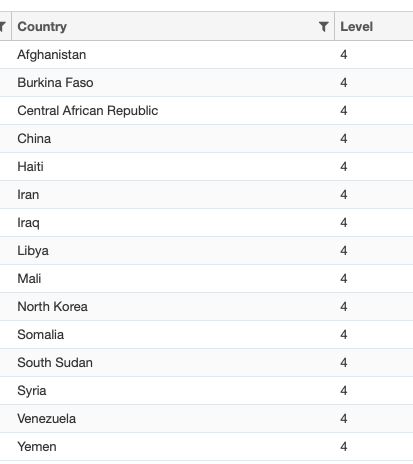 Country Level
Afghanistan 4
Burkina Faso 4
Central African Republic 4
China 4
Haiti 4
Iran 4
Iraq 4
Libya 4
Mali 4
North Korea 4
Somalia 4
South Sudan 4
Syria 4
Venezuela 4
Yemen 4